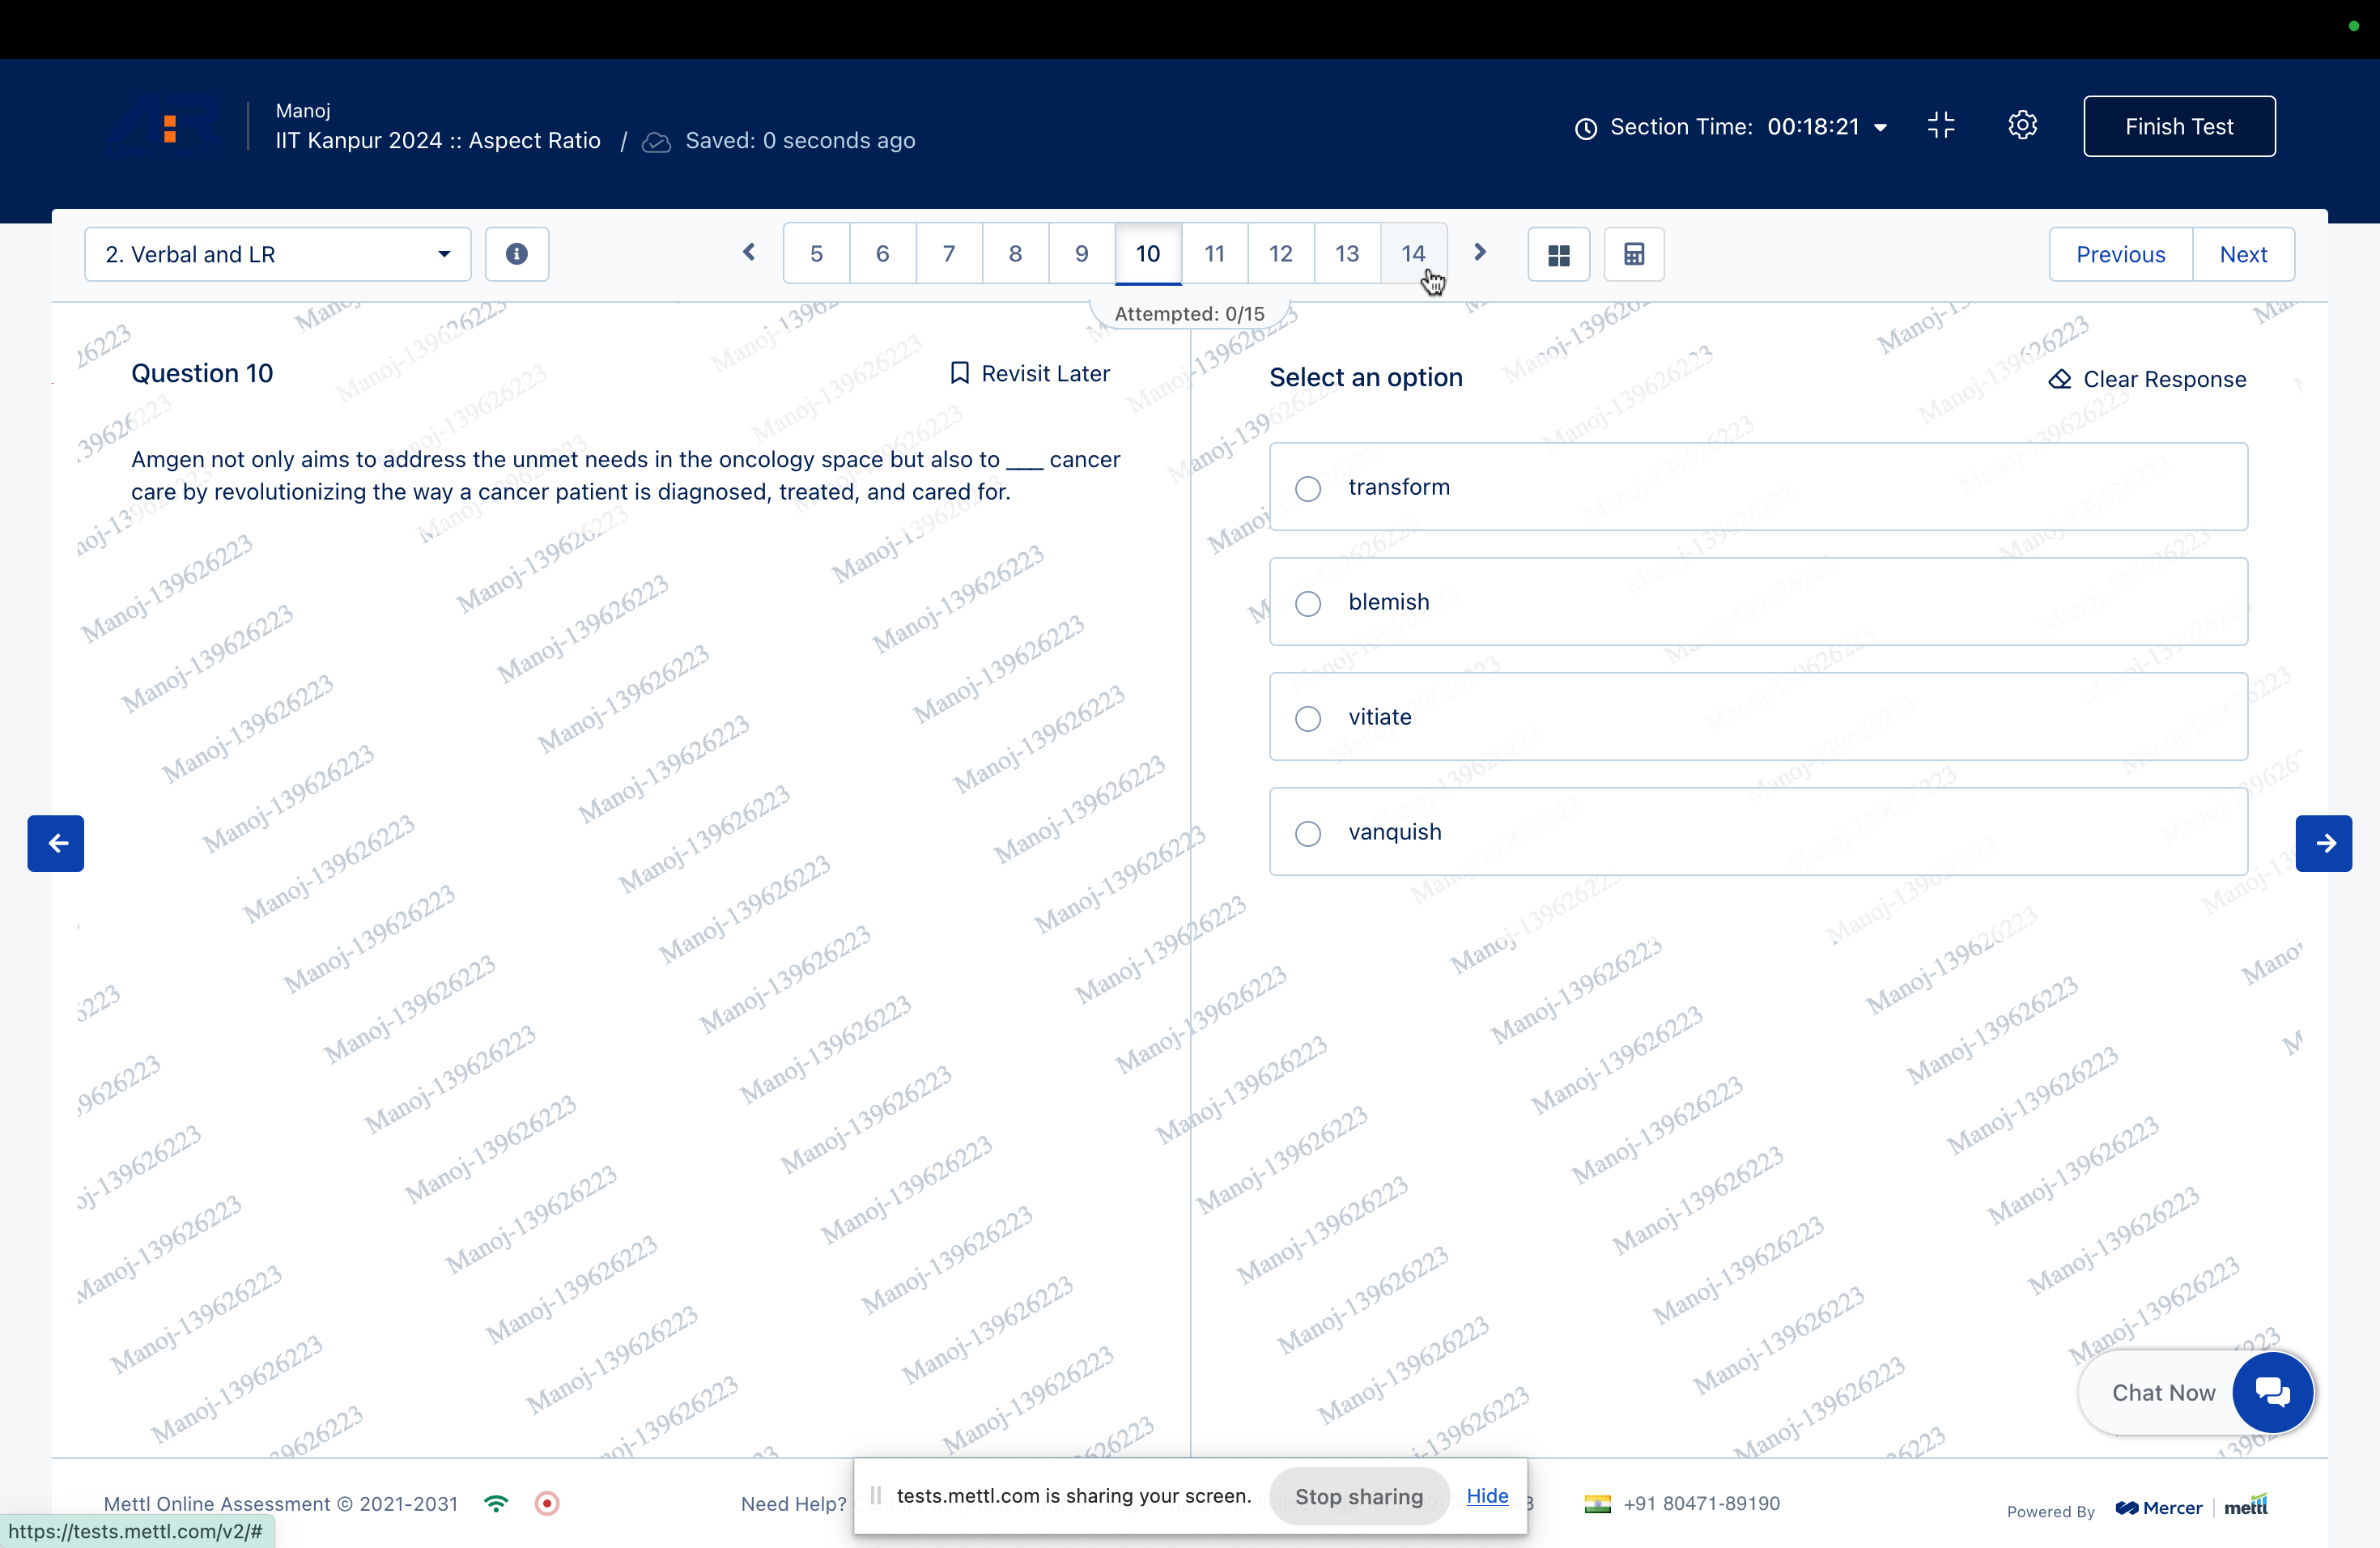 Manoj
IIT Kanpur 2024 :: Aspect Ratio / Saved: 0 seconds ago
Section Time: 00:18:21
Finish Test
2. Verbal and LR
5 6 7 8 9 10 11 12 13 14
Previous Next
Attempted: 0/15
Question 10
Revisit Later
Amgen not only aims to address the unmet needs in the oncology space but also to ___ cancer
care by revolutionizing the way a cancer patient is diagnosed, treated, and cared for.
Select an option
Clear Response
transform
blemish
vitiate
vanquish
Manoj-139626223
Chat Now
Mettl Online Assessment © 2021-2031
Need Help?
tests.mettl.com is sharing your screen.
Stop sharing
Hide
+91 80471-89190
Powered By
Mercer | mettl
https://tests.mettl.com/v2/#